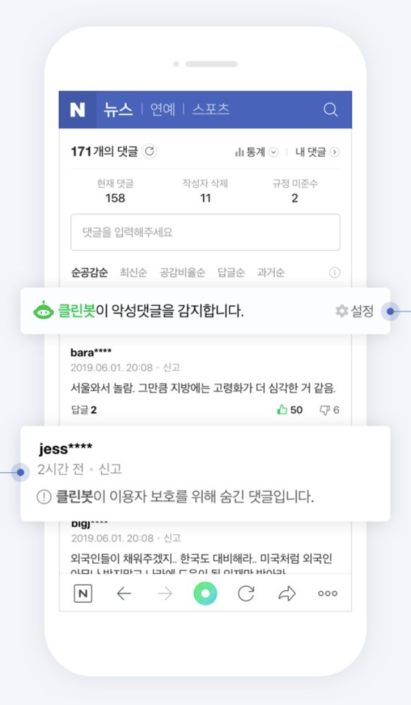 N 뉴스 | 연예 | 스포츠
171개의 댓글 통계 내 댓글
현재 댓글 작성자 삭제 규정 미준수
158 11 2
댓글을 입력해주세요
순공감순 최신순 공감비율순 답글순 과거순
클린봇이 악성댓글을 감지합니다. 설정
bara****
2019.06.01. 20:08 · 신고
서울와서 놀람. 그만큼 지방에는 고령화가 더 심각한 거 같음.
답글 2 50 6
jess****
2시간 전 · 신고
클린봇이 이용자 보호를 위해 숨긴 댓글입니다.
2019.06.01. 20:08 · 신고
외국인들이 채워주겠지.. 한국도 대비해라.. 미국처럼 외국인
N